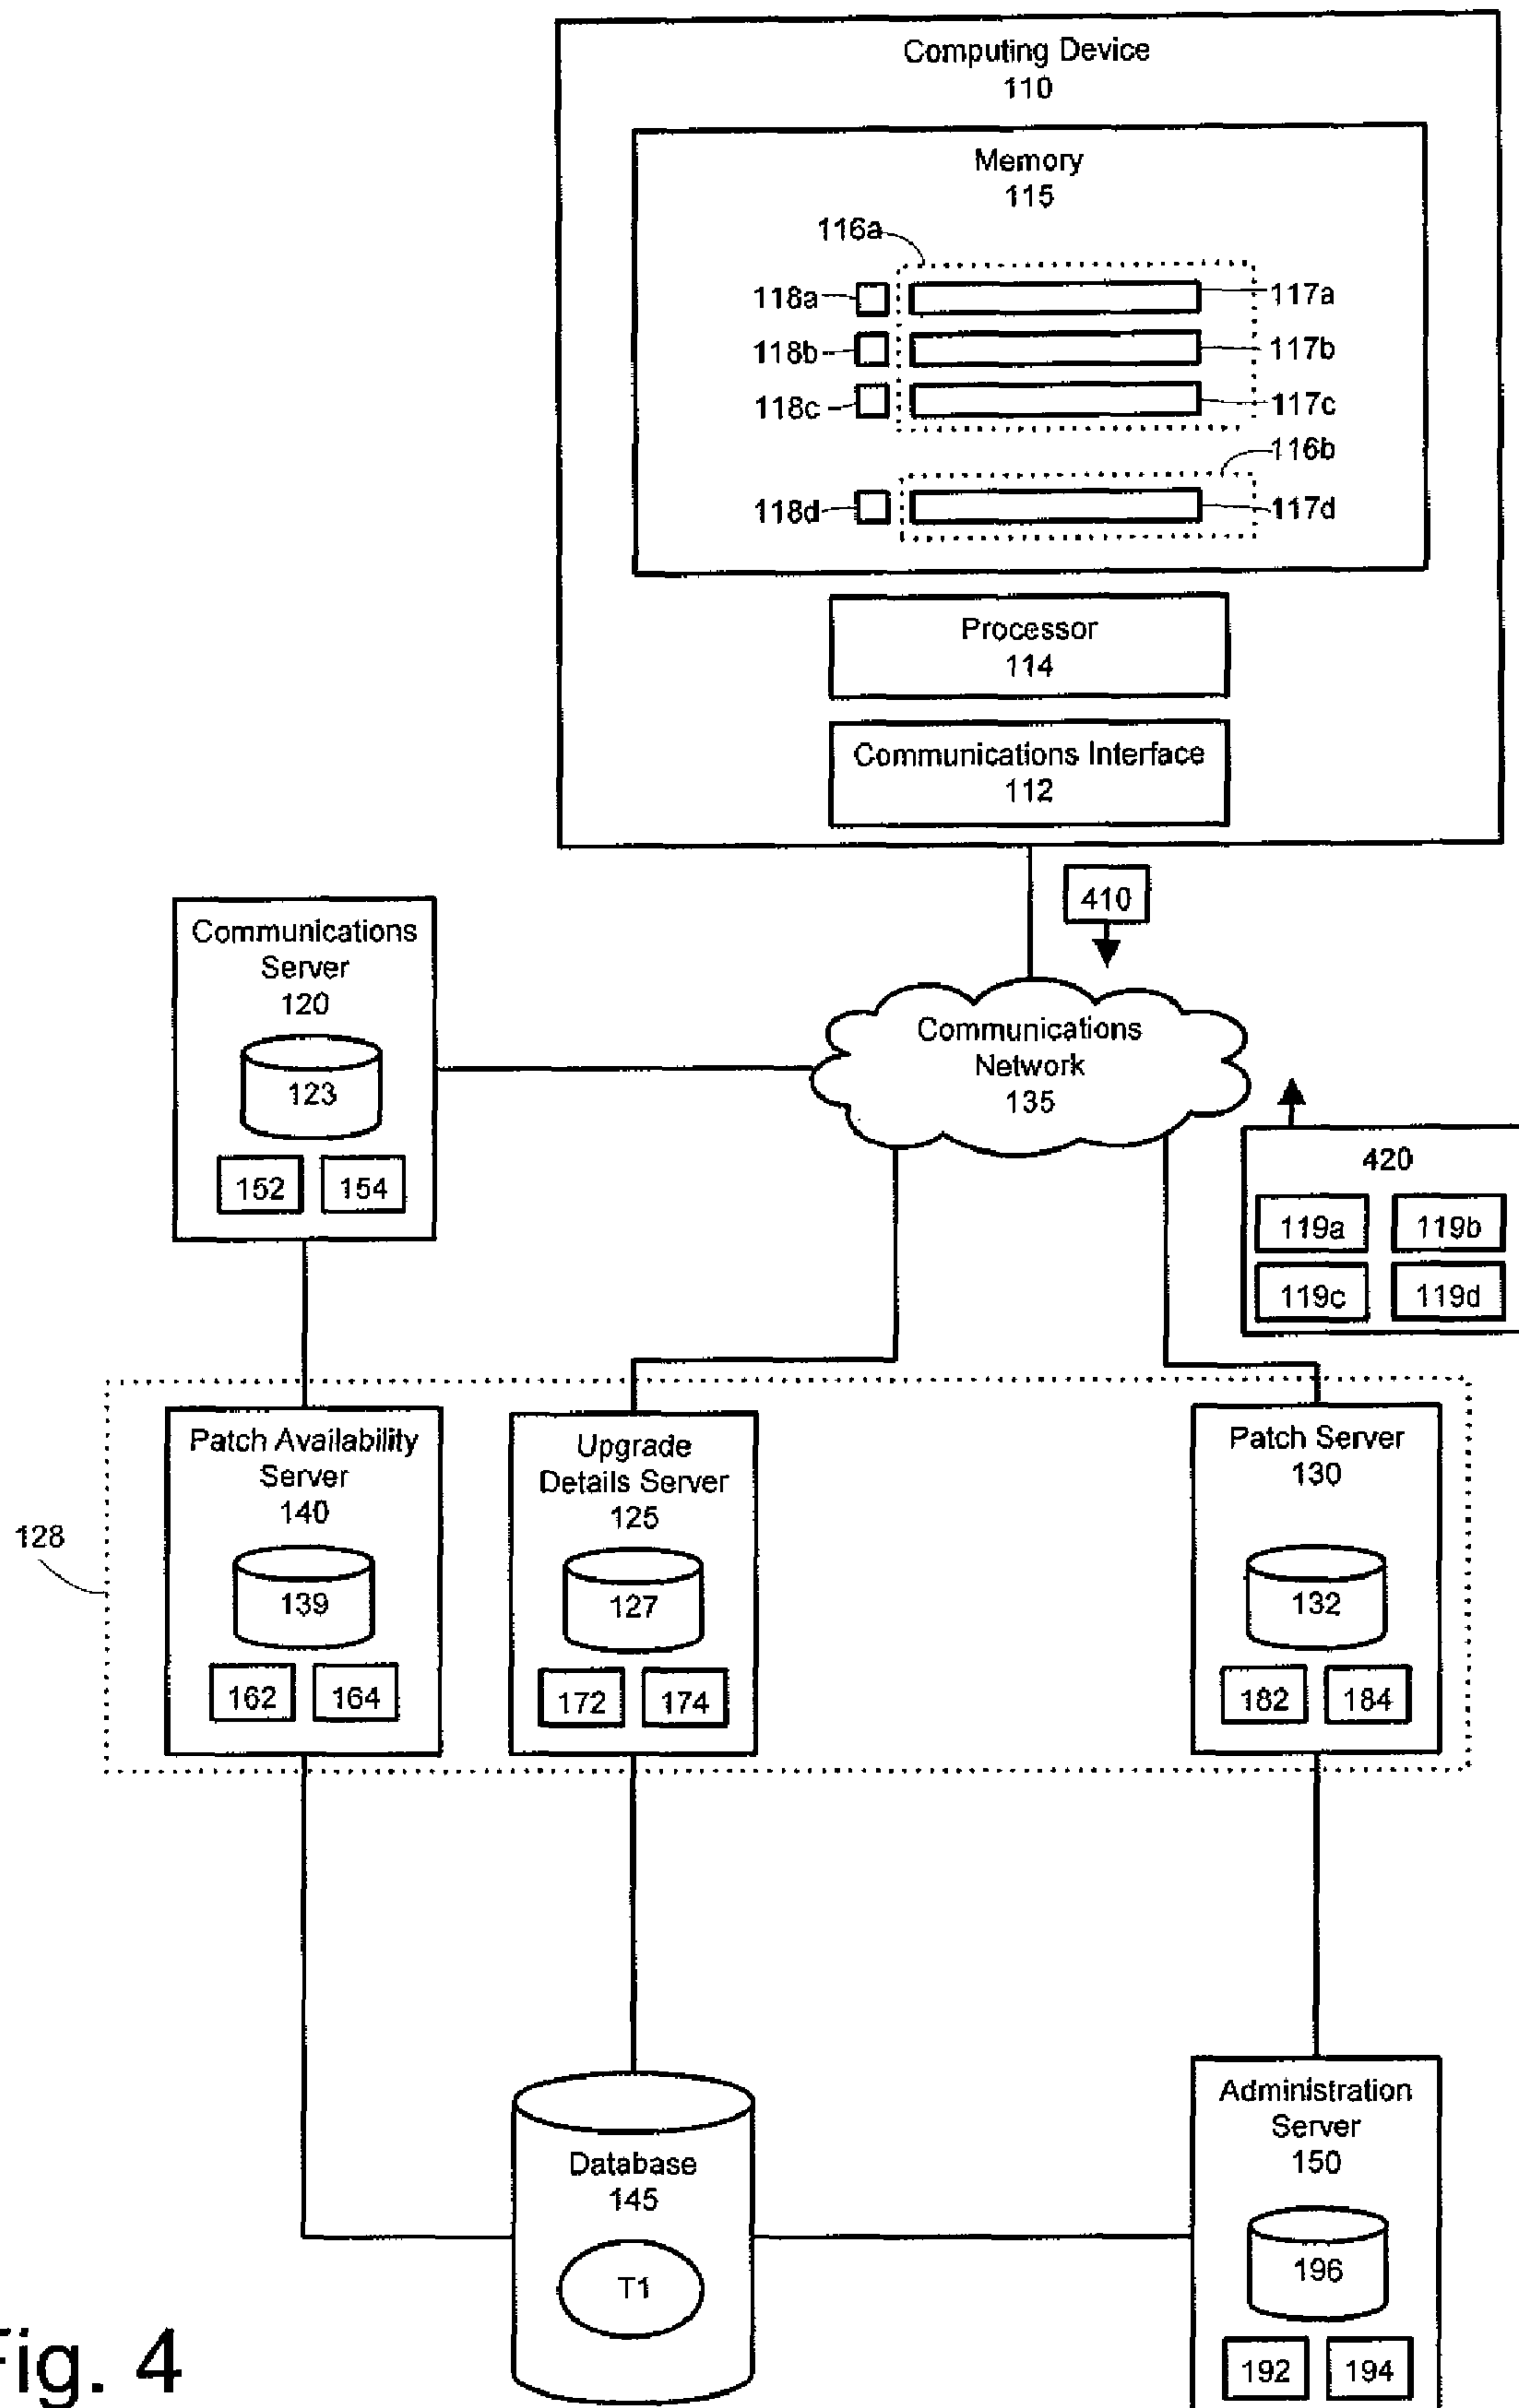 Computing Device
110
Memory
115
116a
118a
117a
118b
117b
118c
117c
116b
118d
117d
Processor
114
Communications Interface
112
410
Communications
Server
120
123
152 154
Communications
Network
135
420
119a 119b
119c 119d
128
Patch Availability
Server
140
139
162 164
Upgrade
Details Server
125
127
172 174
Patch Server
130
132
182 184
Database
145
T1
Administration
Server
150
196
192 194
Fig. 4